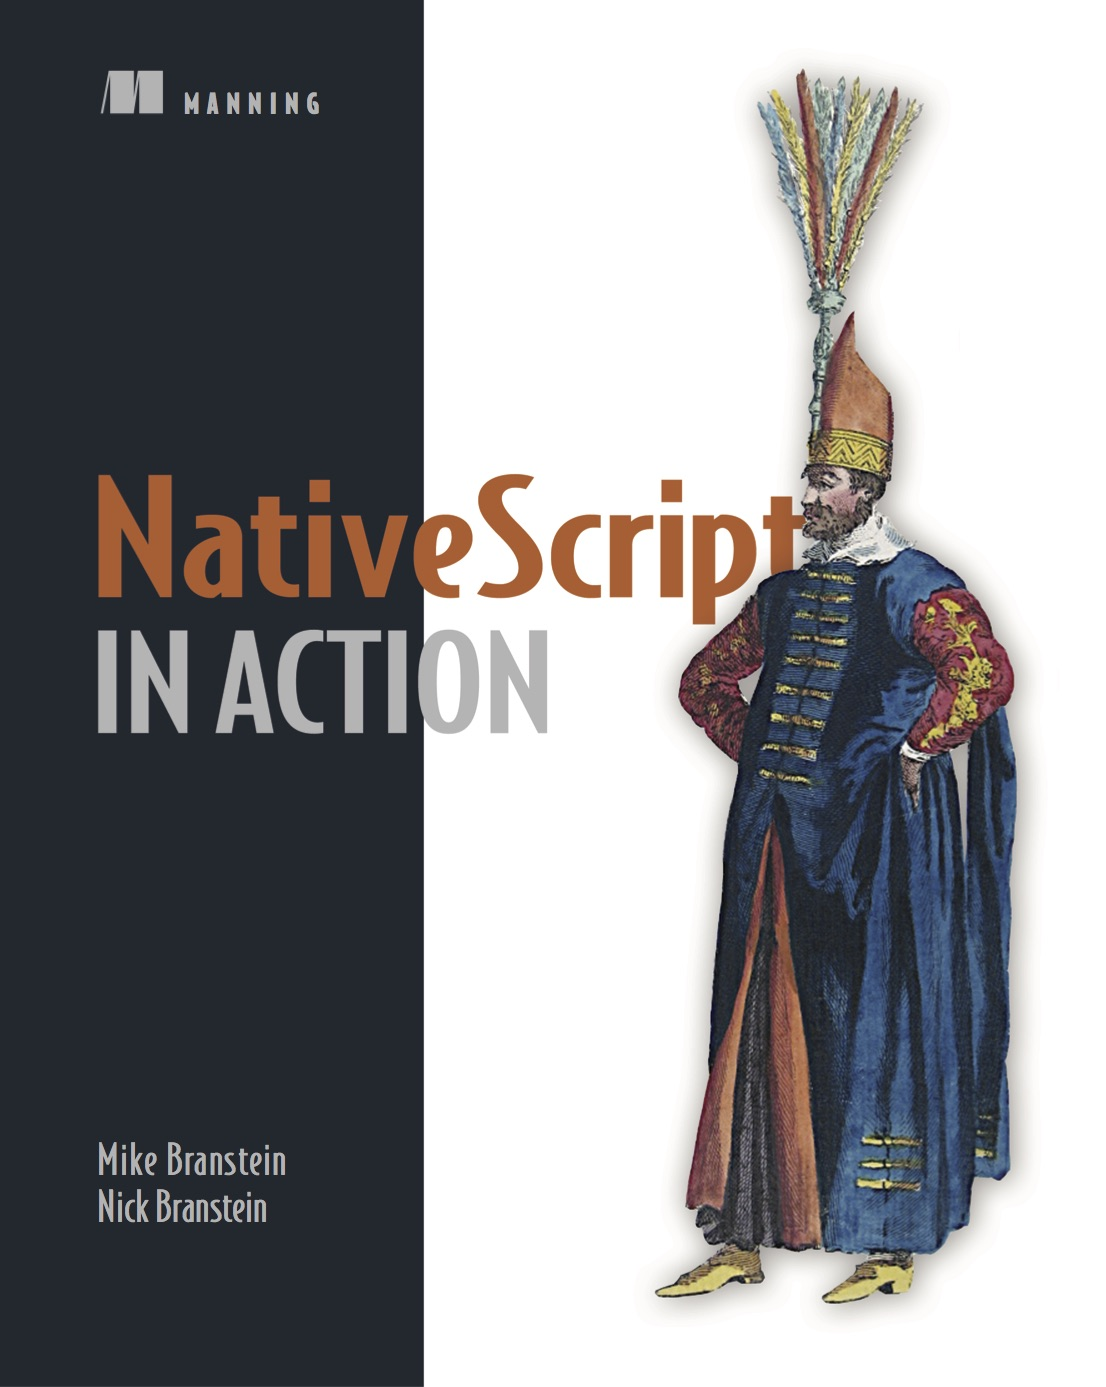 MANNING
NativeScript
IN ACTION
Mike Branstein
Nick Branstein